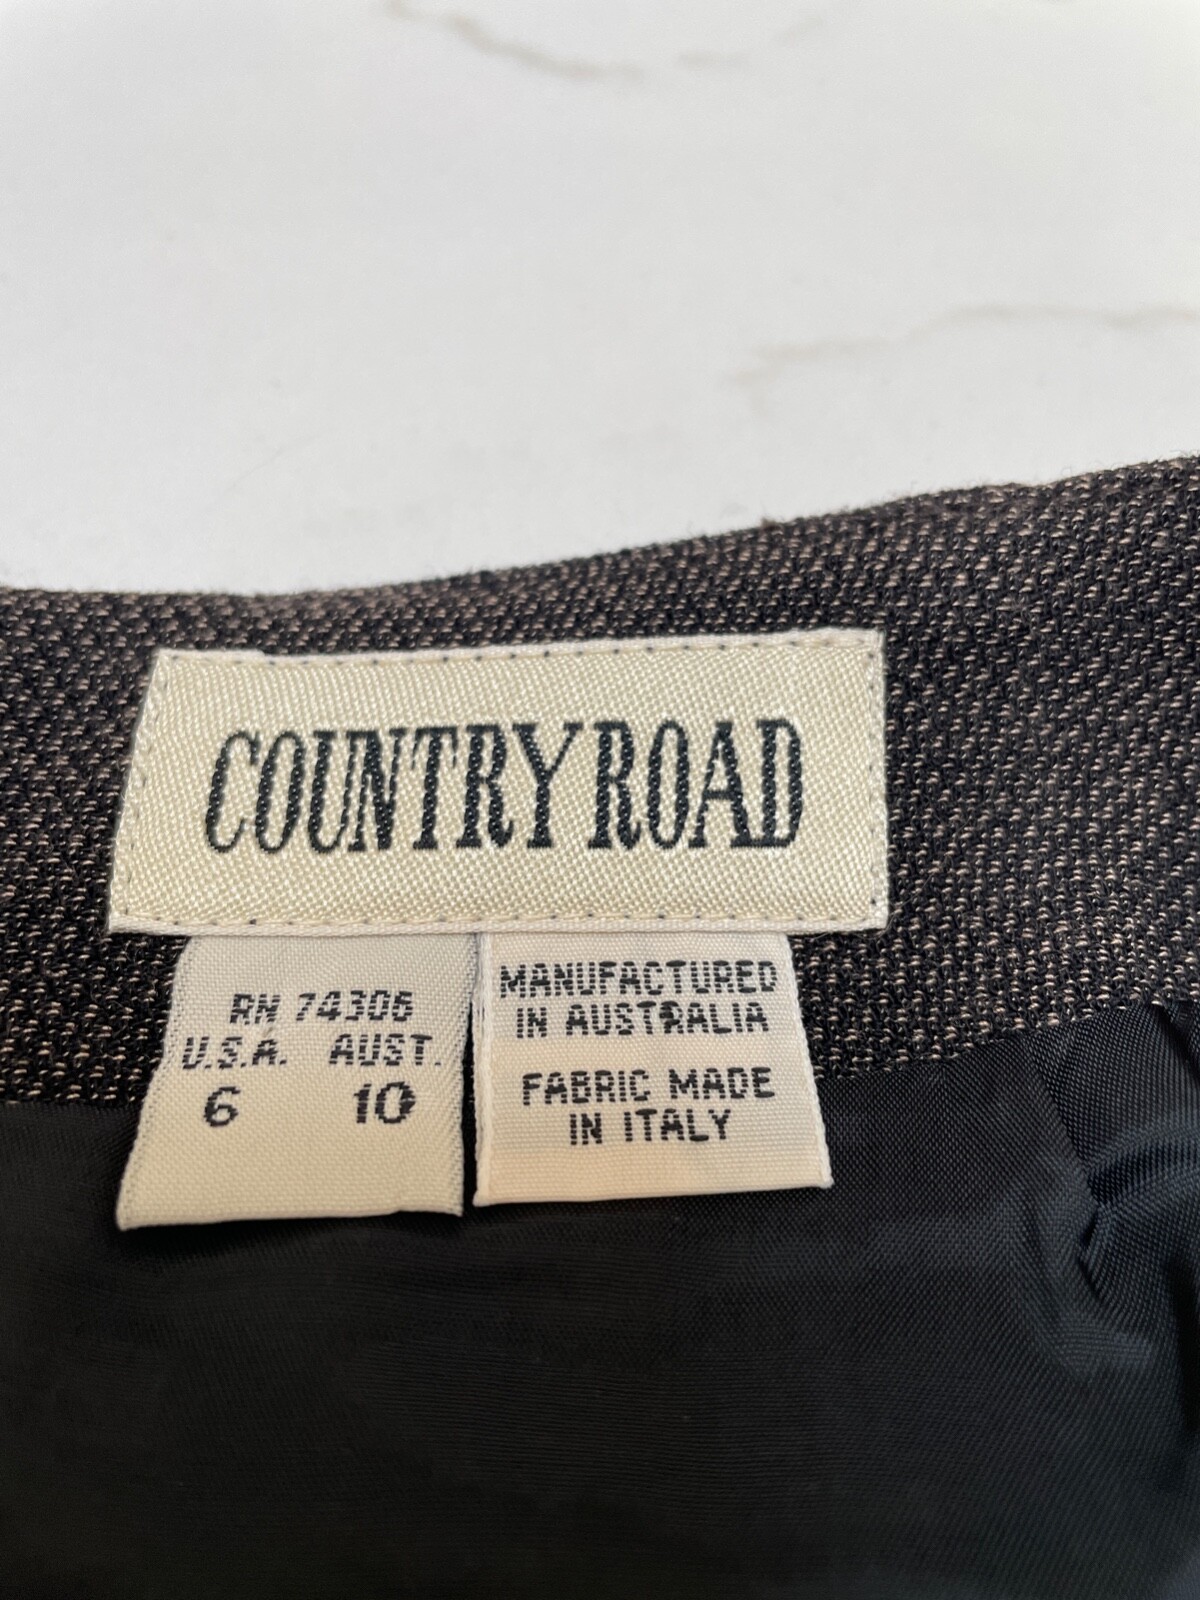 COUNTRY ROAD
RN 74306
U.S.A. AUST.
6 10
MANUFACTURED
IN AUSTRALIA
FABRIC MADE
IN ITALY